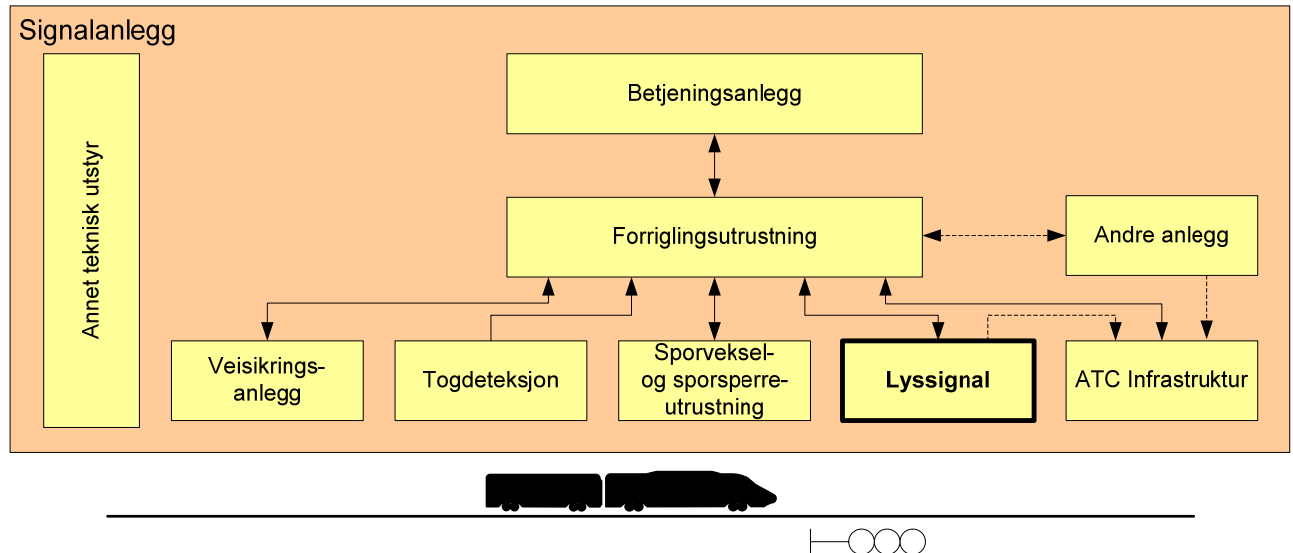 Signalanlegg
Annet teknisk utstyr
Betjeningsanlegg
Forriglingsutrustning
Andre anlegg
Veisikrings-
anlegg
Togdeteksjon
Sporveksel-
og sporsperre-
utrustning
Lyssignal
ATC Infrastruktur